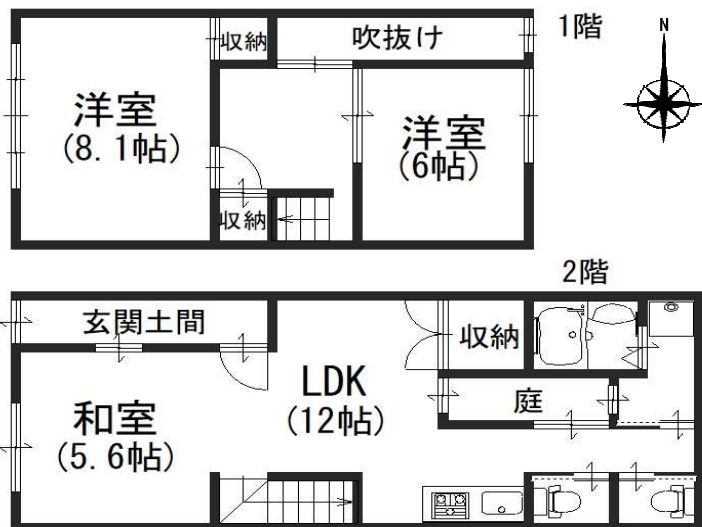 収納
吹抜け
1階
N
洋室
(8.1帖)
洋室
(6帖)
収納
2階
玄関土間
収納
LDK
(12帖)
庭
和室
(5.6帖)